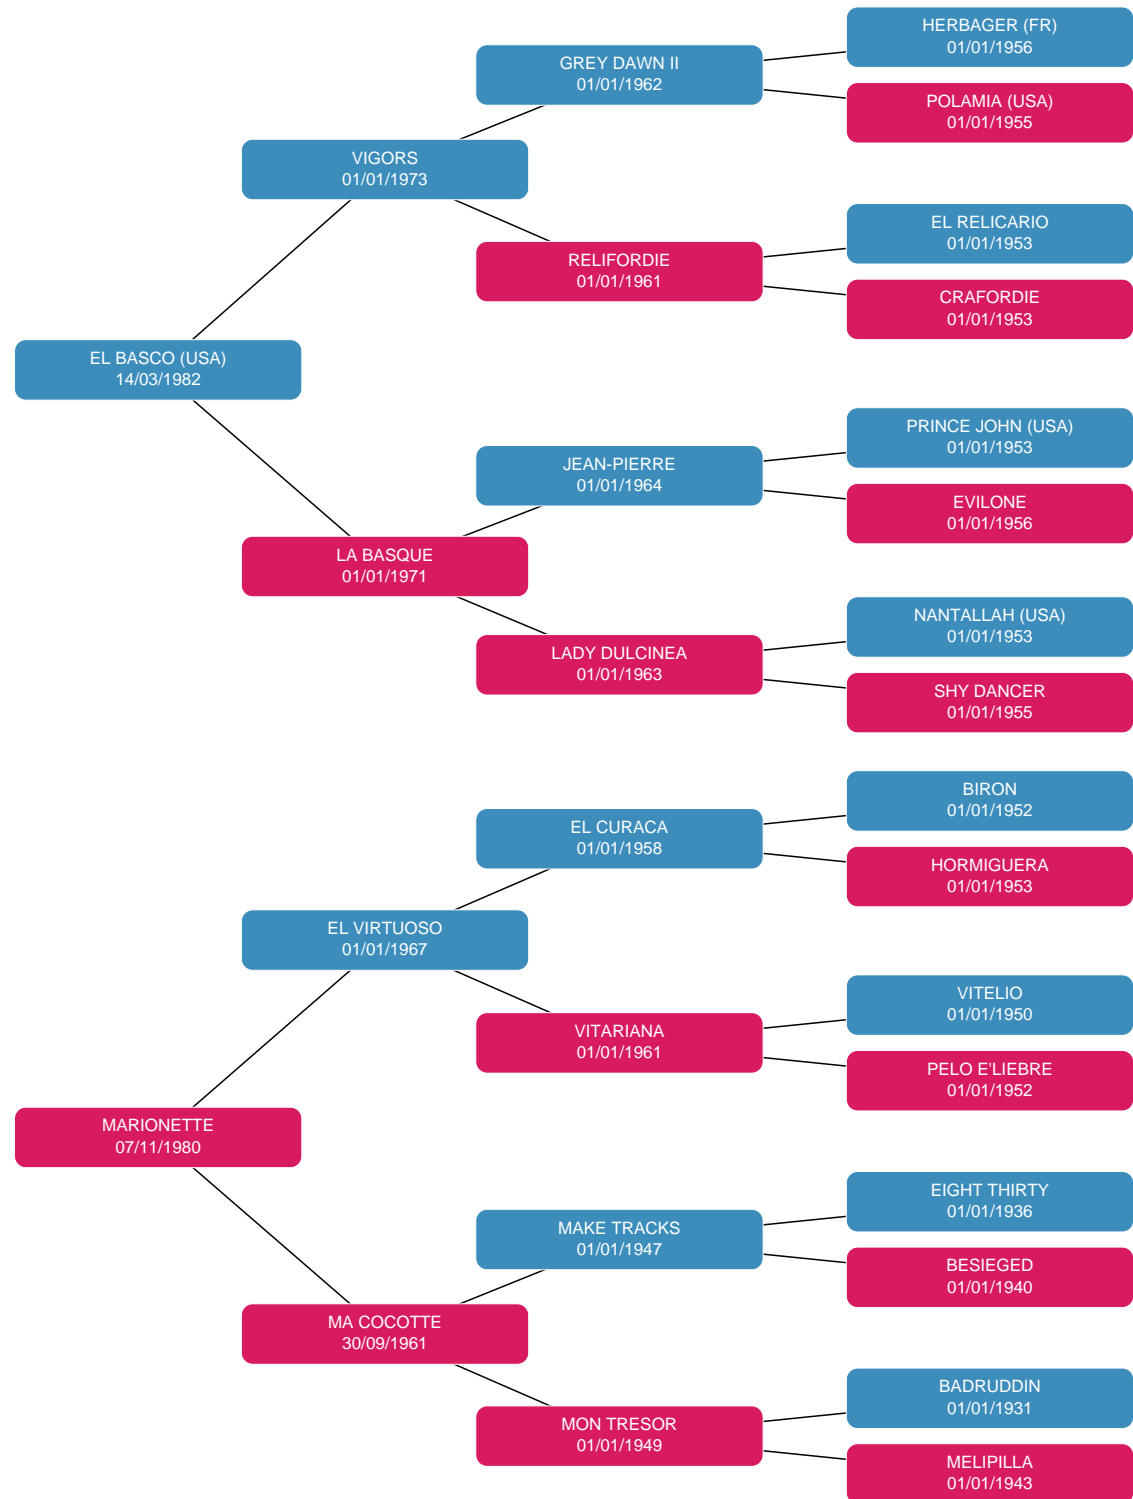 HERBAGER (FR)
01/01/1956
GREY DAWN II
01/01/1962
POLAMIA (USA)
01/01/1955
VIGORS
01/01/1973
EL RELICARIO
01/01/1953
RELIFORDIE
01/01/1961
CRAFORDIE
01/01/1953
EL BASCO (USA)
14/03/1982
PRINCE JOHN (USA)
01/01/1953
JEAN-PIERRE
01/01/1964
EVILONE
01/01/1956
LA BASQUE
01/01/1971
NANTALLAH (USA)
01/01/1953
LADY DULCINEA
01/01/1963
SHY DANCER
01/01/1955
BIRON
01/01/1952
EL CURACA
01/01/1958
HORMIGUERA
01/01/1953
EL VIRTUOSO
01/01/1967
VITELIO
01/01/1950
VITARIANA
01/01/1961
PELO E'LIEBRE
01/01/1952
MARIONETTE
07/11/1980
EIGHT THIRTY
01/01/1936
MAKE TRACKS
01/01/1947
BESIEGED
01/01/1940
MA COCOTTE
30/09/1961
BADRUDDIN
01/01/1931
MON TRESOR
01/01/1949
MELIPILLA
01/01/1943